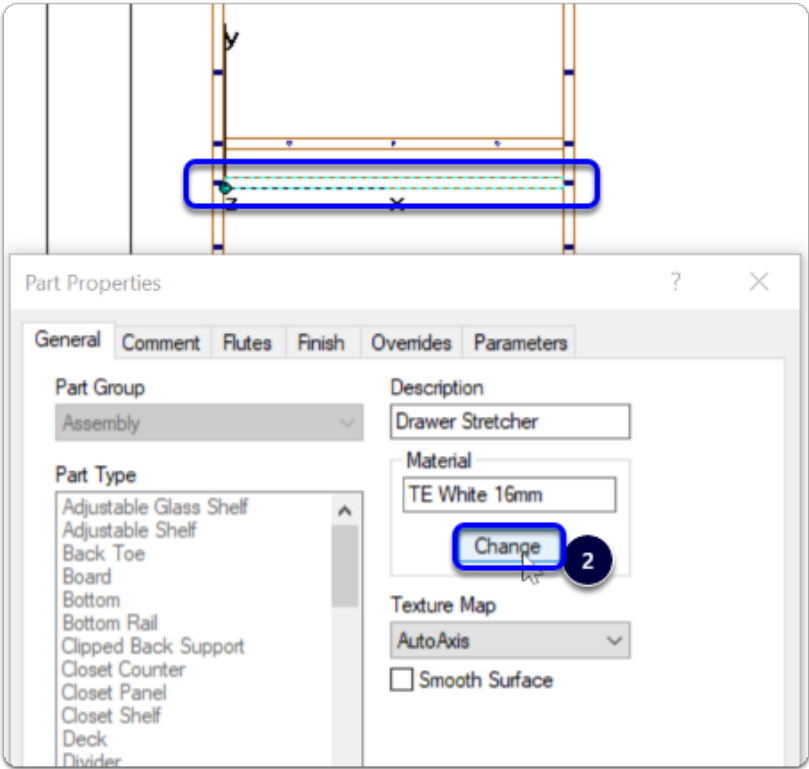 y
z
x
Part Properties
?
General Comment Flutes Finish Overrides Parameters
Part Group
Assembly
Description
Drawer Stretcher
Part Type
Adjustable Glass Shelf
Adjustable Shelf
Back Toe
Board
Bottom
Bottom Rail
Clipped Back Support
Closet Counter
Closet Panel
Closet Shelf
Deck
Divider
Material
TE White 16mm
Change
2
Texture Map
AutoAxis
Smooth Surface